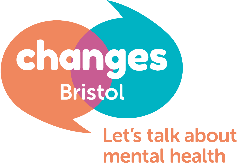 changes
Bristol
Let's talk about
mental health